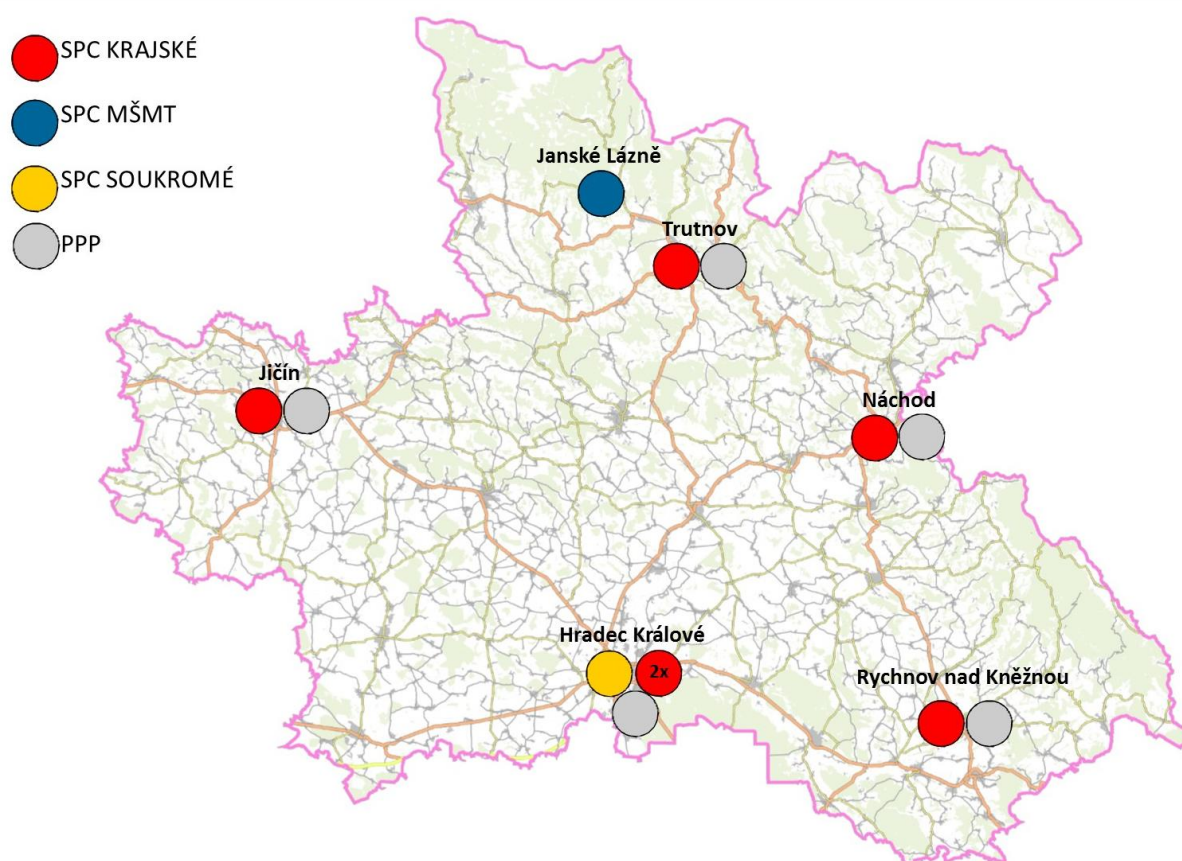 SPC KRAJSKÉ
SPC MŠMT
SPC SOUKROMÉ
PPP
Janské Lázně
Trutnov
Jičín
Náchod
Hradec Králové
2x
Rychnov nad Kněžnou